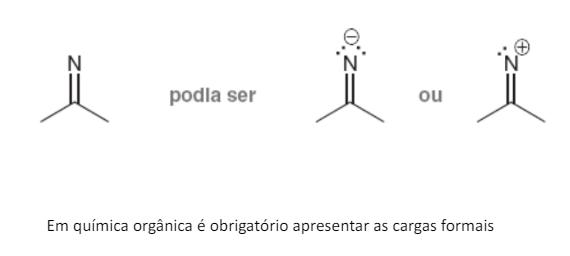 N
podia ser
⊖
N
ou
⊕
N
Em química orgânica é obrigatório apresentar as cargas formais